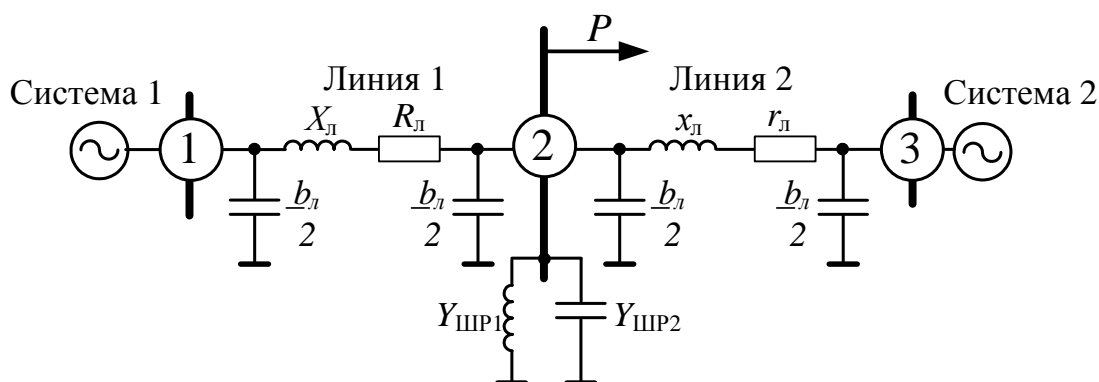 P
Система 1
Линия 1
Линия 2
Система 2
1
Xл
Rл
2
xл
rл
3
bл
2
bл
2
bл
2
bл
2
YШР1
YШР2